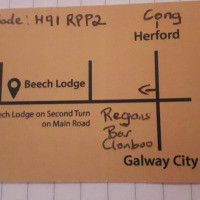 ode: H91 RPP2
Cong
Herford
Beech Lodge
ech Lodge on Second Turn
on Main Road
Regans
Bar
Clonboo
Galway City